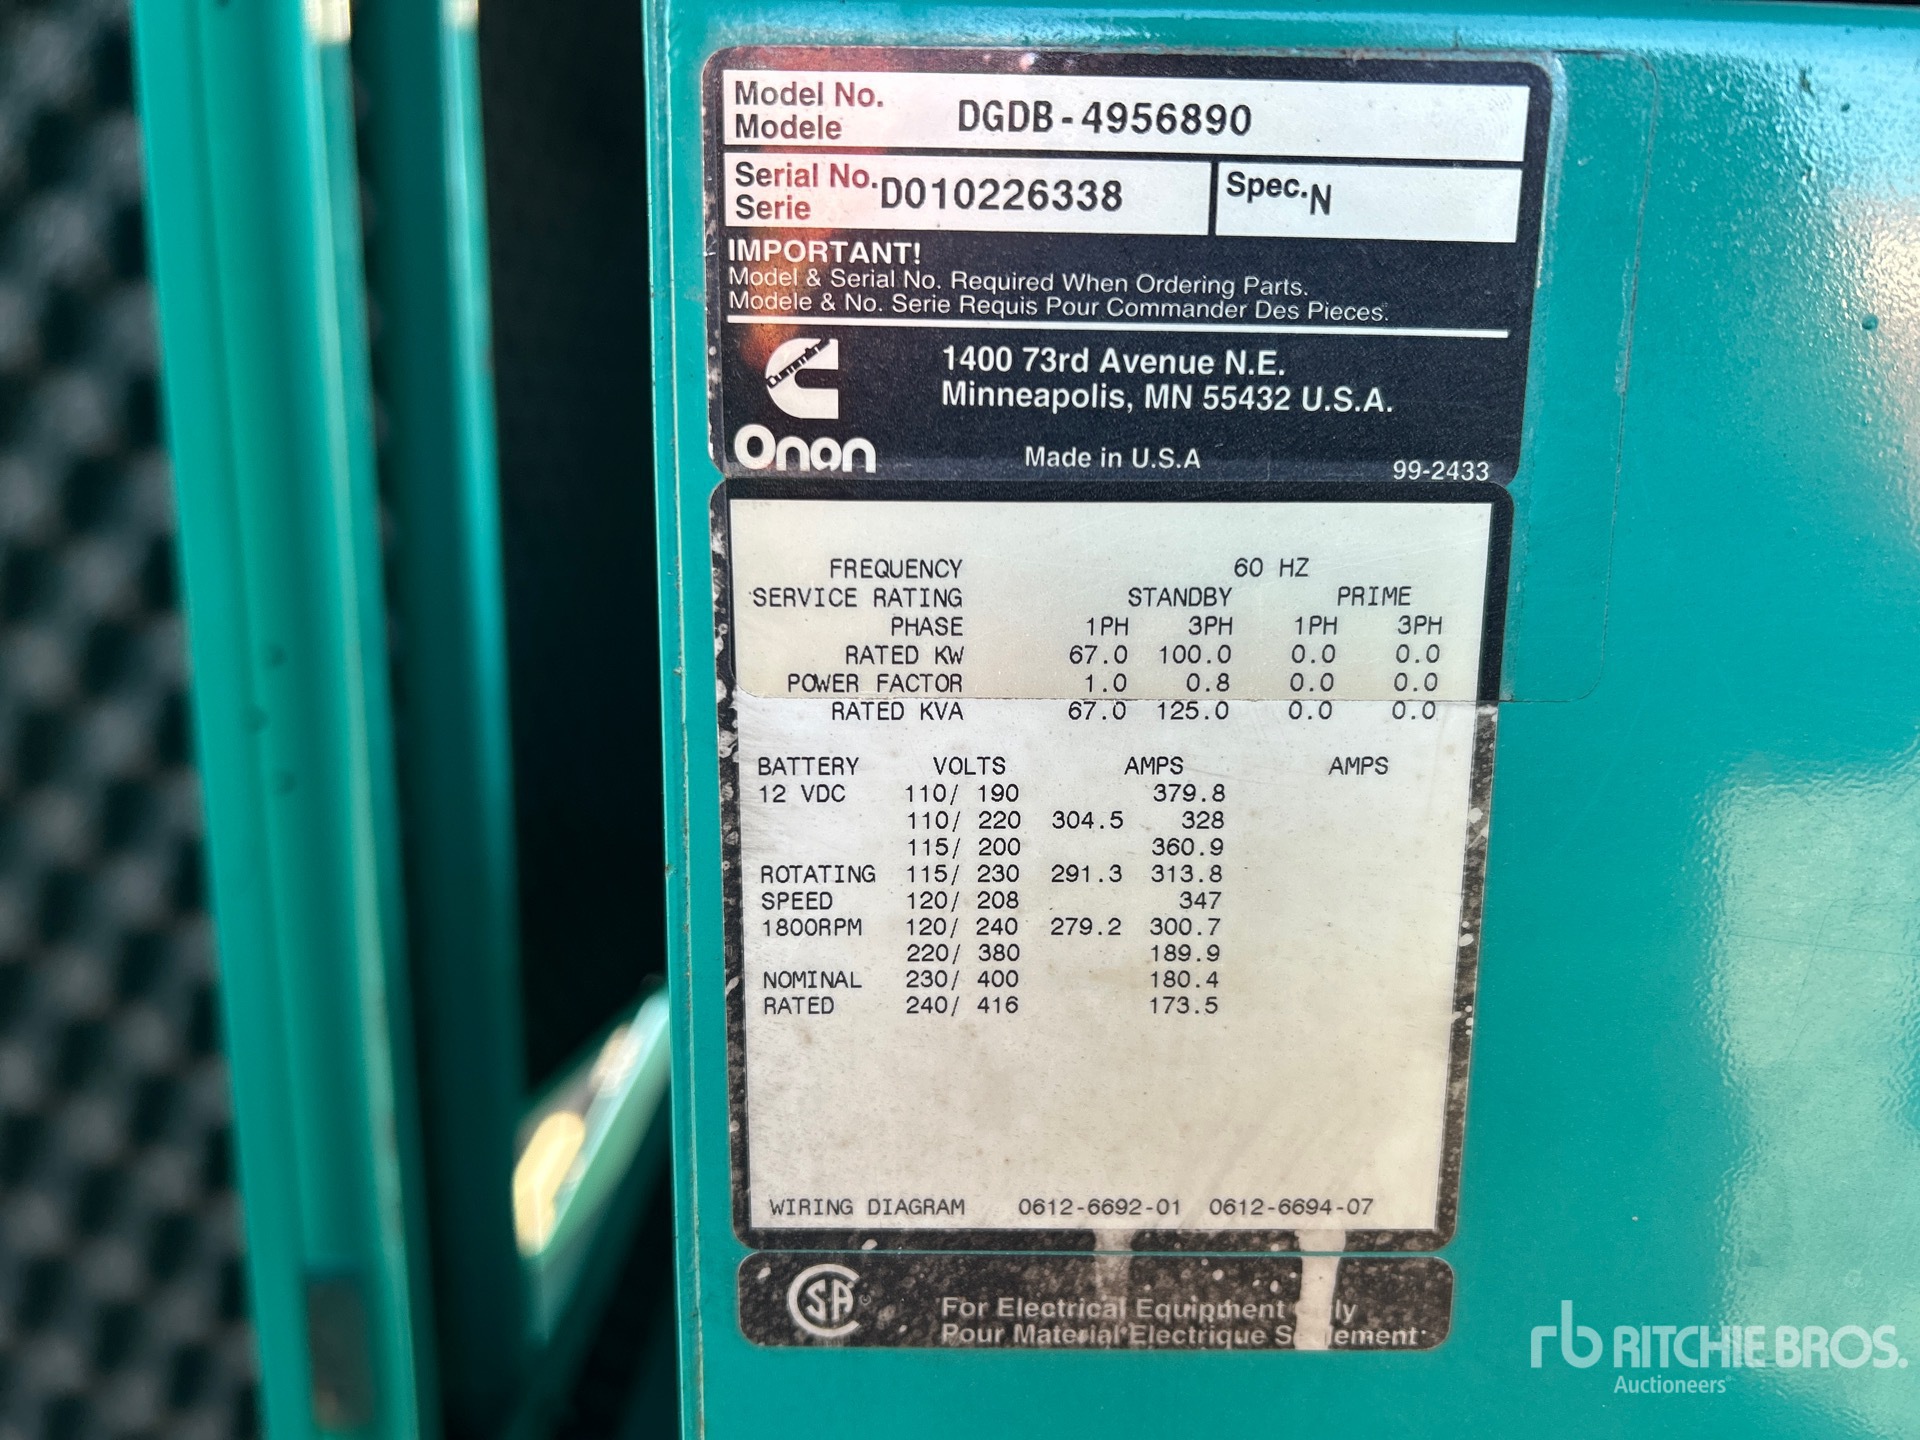 Model No.
Modele
DGDB-4956890
Serial No.
Serie
D010226338
Spec. N
IMPORTANT!
Model & Serial No. Required When Ordering Parts.
Modele & No. Serie Requis Pour Commander Des Pieces.
Cummins
Onan
1400 73rd Avenue N.E.
Minneapolis, MN 55432 U.S.A.
Made in U.S.A
99-2433
FREQUENCY 60 HZ
SERVICE RATING STANDBY PRIME
PHASE 1PH 3PH 1PH 3PH
RATED KW 67.0 100.0 0.0 0.0
POWER FACTOR 1.0 0.8 0.0 0.0
RATED KVA 67.0 125.0 0.0 0.0
BATTERY VOLTS AMPS AMPS
12 VDC 110/ 190 379.8
110/ 220 304.5 328
115/ 200 360.9
ROTATING 115/ 230 291.3 313.8
SPEED 120/ 208 347
1800RPM 120/ 240 279.2 300.7
220/ 380 189.9
NOMINAL 230/ 400 180.4
RATED 240/ 416 173.5
WIRING DIAGRAM 0612-6692-01 0612-6694-07
SA
For Electrical Equipment
Pour Material Electrique
rb RITCHIE BROS.
Auctioneers